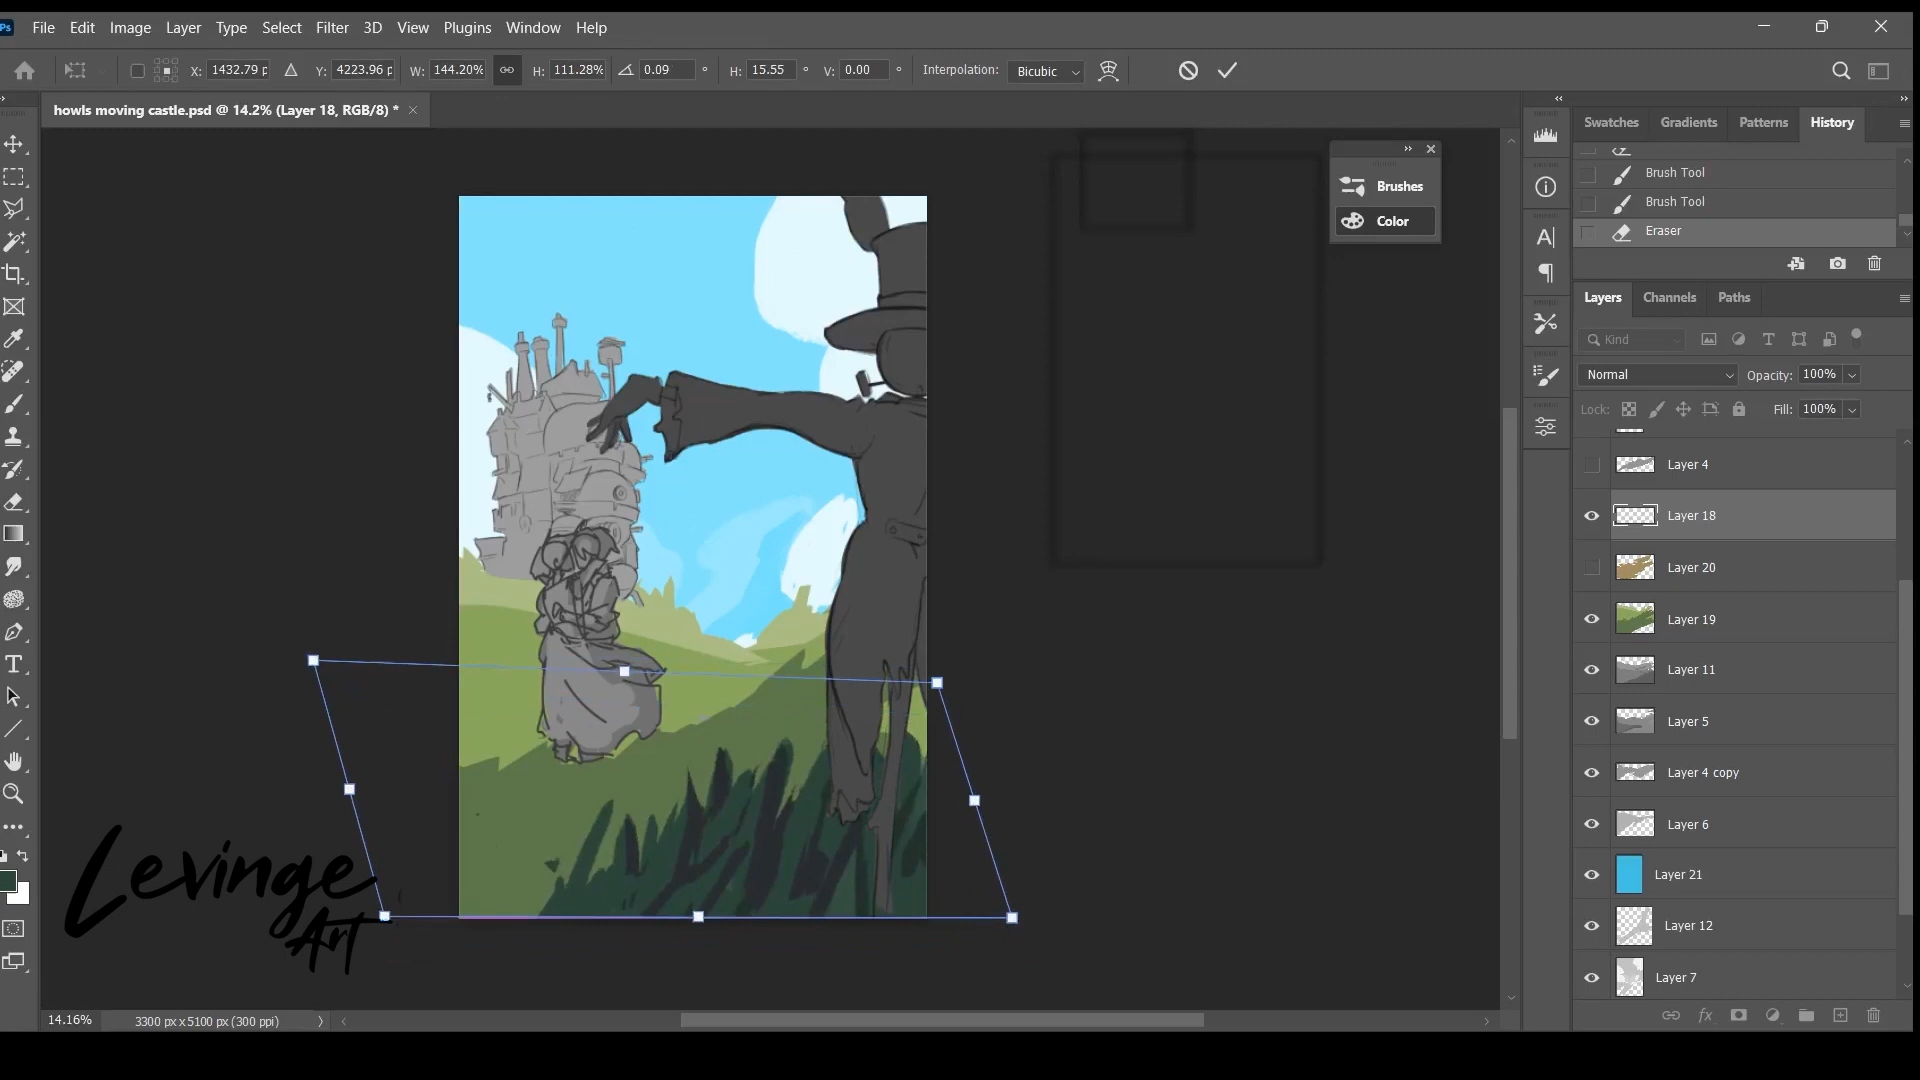 Ps File Edit Image Layer Type Select Filter 3D View Plugins Window Help
X: 1432.79 p Y: 4223.96 p W: 144.20% H: 111.28% 0.09 ° H: 15.55 ° V: 0.00 ° Interpolation: Bicubic
howls moving castle.psd @ 14.2% (Layer 18, RGB/8) *
Swatches Gradients Patterns History
Brush Tool
Brush Tool
Eraser
Brushes
Color
Layers Channels Paths
Kind
Normal Opacity: 100%
Lock: Fill: 100%
Layer 4
Layer 18
Layer 20
Layer 19
Layer 11
Layer 5
Layer 4 copy
Layer 6
Layer 21
Layer 12
Layer 7
Levinge
Art
14.16% 3300 px x 5100 px (300 ppi)